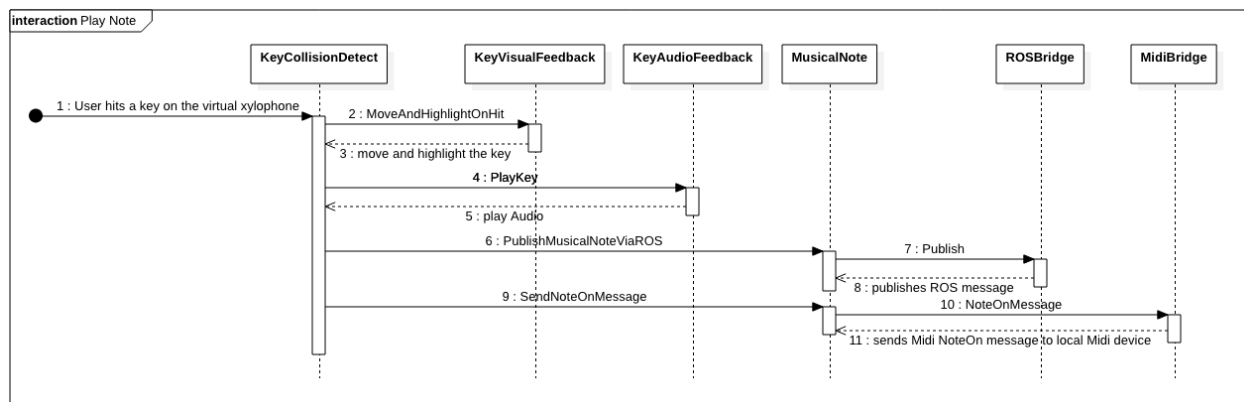 interaction Play Note
KeyCollisionDetect
KeyVisualFeedback
KeyAudioFeedback
MusicalNote
ROSBridge
MidiBridge
1 : User hits a key on the virtual xylophone
2 : MoveAndHighlightOnHit
3 : move and highlight the key
4 : PlayKey
5 : play Audio
6 : PublishMusicalNoteViaROS
7 : Publish
8 : publishes ROS message
9 : SendNoteOnMessage
10 : NoteOnMessage
11 : sends Midi NoteOn message to local Midi device